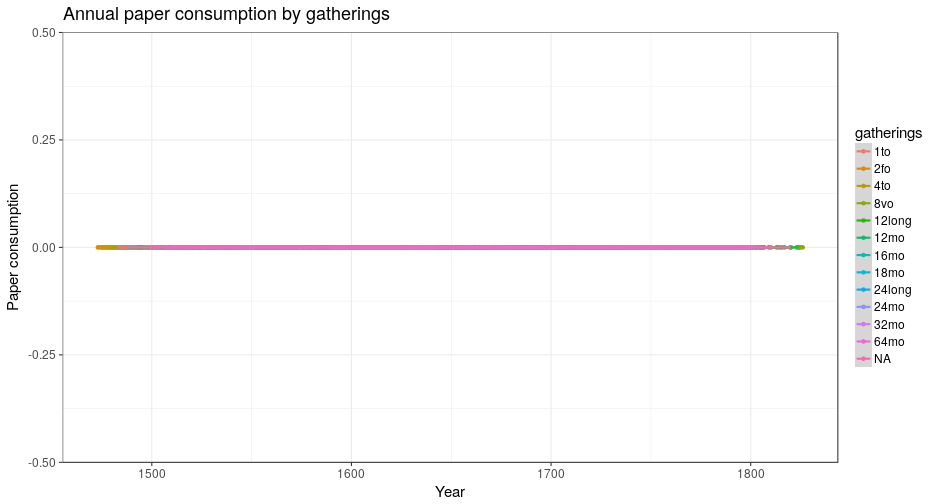 Annual paper consumption by gatherings
0.50
0.25
0.00
-0.25
-0.50
Paper consumption
1500
1600
1700
1800
Year
gatherings
1to
2fo
4to
8vo
12long
12mo
16mo
18mo
24long
24mo
32mo
64mo
NA